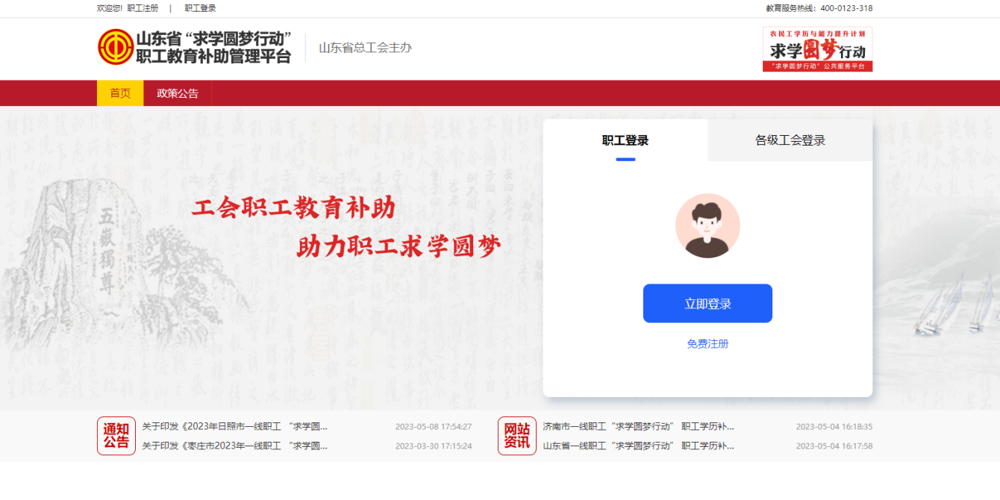 欢迎您! 职工注册 | 职工登录
教育服务热线：400-0123-318
山东省“求学圆梦行动”
职工教育补助管理平台
山东省总工会主办
农民工学历与能力提升计划
求学圆梦行动
“求学圆梦行动”公共服务平台
首页 政策公告
职工登录 各级工会登录
五嶽獨尊
工会职工教育补助
助力职工求学圆梦
立即登录
免费注册
通知公告
关于印发《2023年日照市一线职工 “求学圆... 2023-05-08 17:54:27
关于印发《枣庄市2023年一线职工 “求学圆... 2023-03-30 17:15:24
网站资讯
济南市一线职工“求学圆梦行动” 职工学历补... 2023-05-04 16:18:35
山东省一线职工“求学圆梦行动” 职工学历补... 2023-05-04 16:17:58